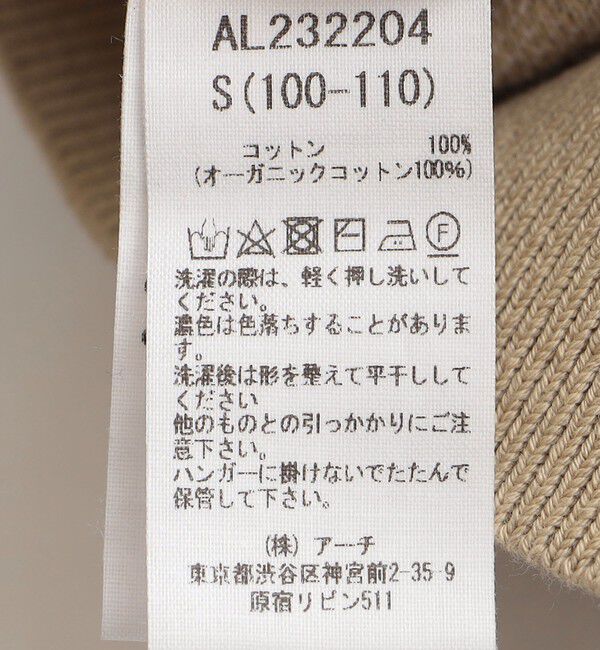 AL232204
S(100-110)
コットン 100%
(オーガニックコットン100%)
F
洗濯の際は、軽く押し洗いして
ください。
濃色は色落ちすることがありま
す。
洗濯後は形を整えて平干しして
ください
他のものとの引っかかりにご注
意下さい。
ハンガーに掛けないでたたんで
保管して下さい。
(株) アーチ
東京都渋谷区神宮前2-35-9
原宿リビン511